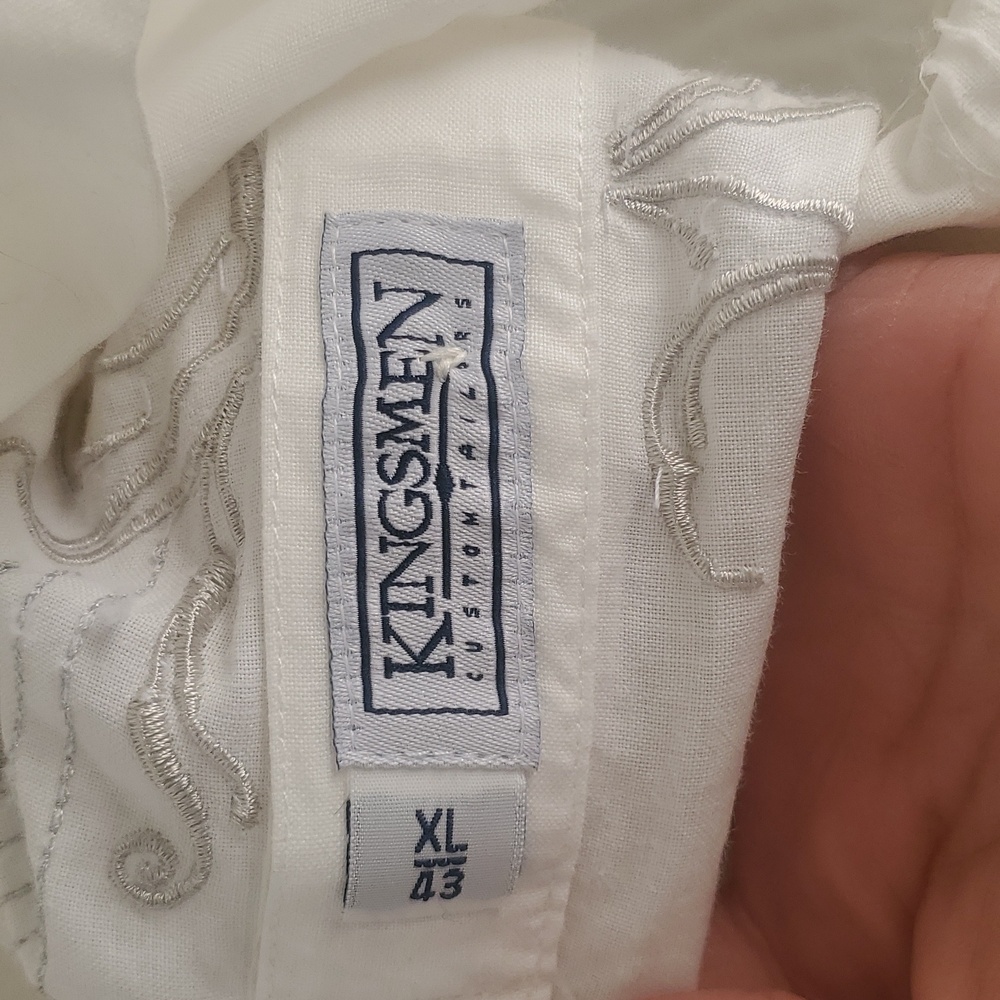 KINGSMEN
CUSTOM TAILORS
XL
43